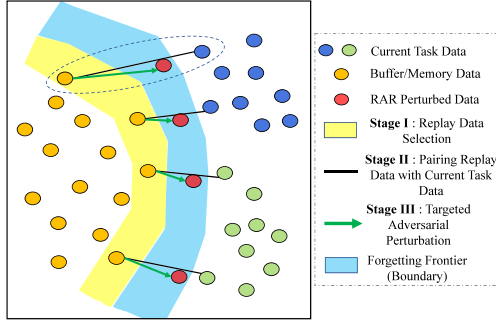 Current Task Data
Buffer/Memory Data
RAR Perturbed Data
Stage I : Replay Data
Selection
Stage II : Pairing Replay
Data with Current Task
Data
Stage III : Targeted
Adversarial
Perturbation
Forgetting Frontier
(Boundary)